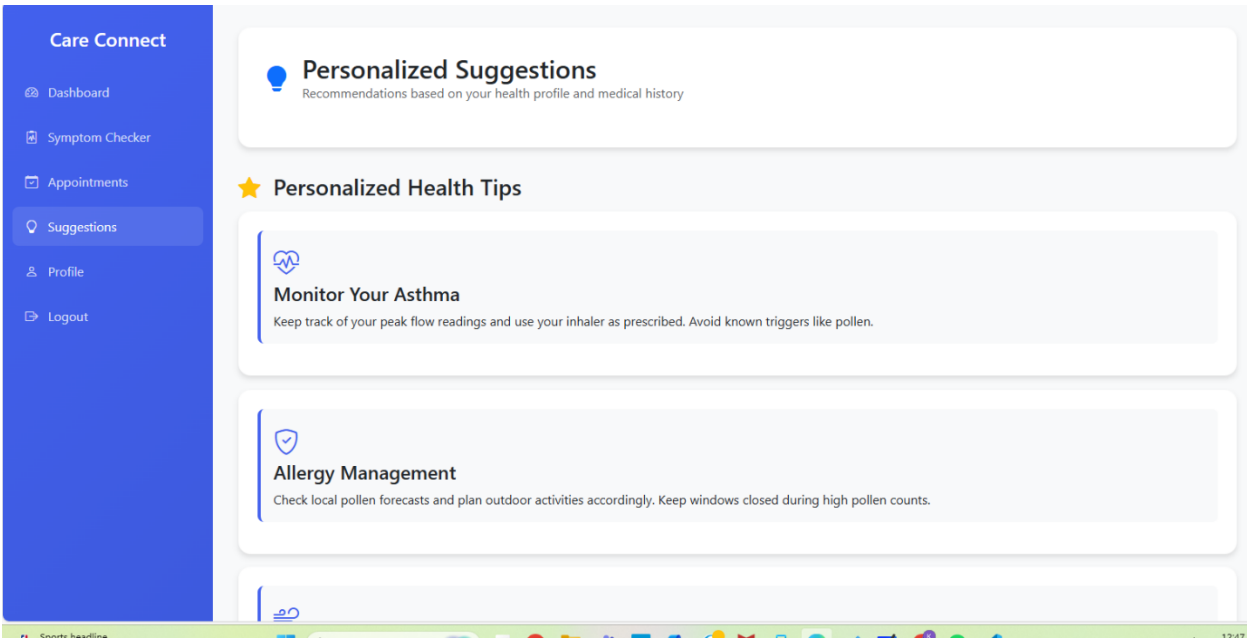 Care Connect
Dashboard
Symptom Checker
Appointments
Suggestions
Profile
Logout
Personalized Suggestions
Recommendations based on your health profile and medical history
Personalized Health Tips
Monitor Your Asthma
Keep track of your peak flow readings and use your inhaler as prescribed. Avoid known triggers like pollen.
Allergy Management
Check local pollen forecasts and plan outdoor activities accordingly. Keep windows closed during high pollen counts.
Sports headline
12:47